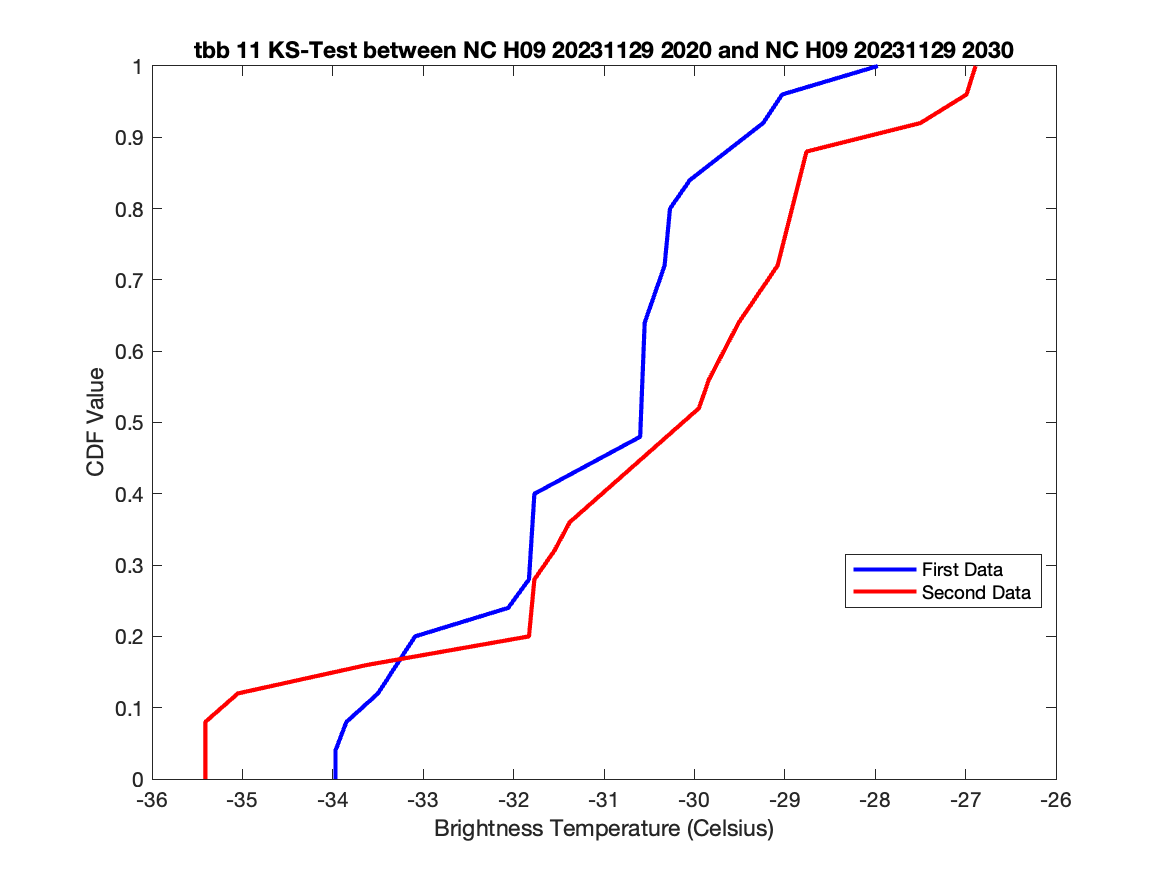 tbb 11 KS-Test between NC H09 20231129 2020 and NC H09 20231129 2030
1
0.9
0.8
0.7
0.6
0.5
0.4
0.3
0.2
0.1
0
CDF Value
First Data
Second Data
-36 -35 -34 -33 -32 -31 -30 -29 -28 -27 -26
Brightness Temperature (Celsius)